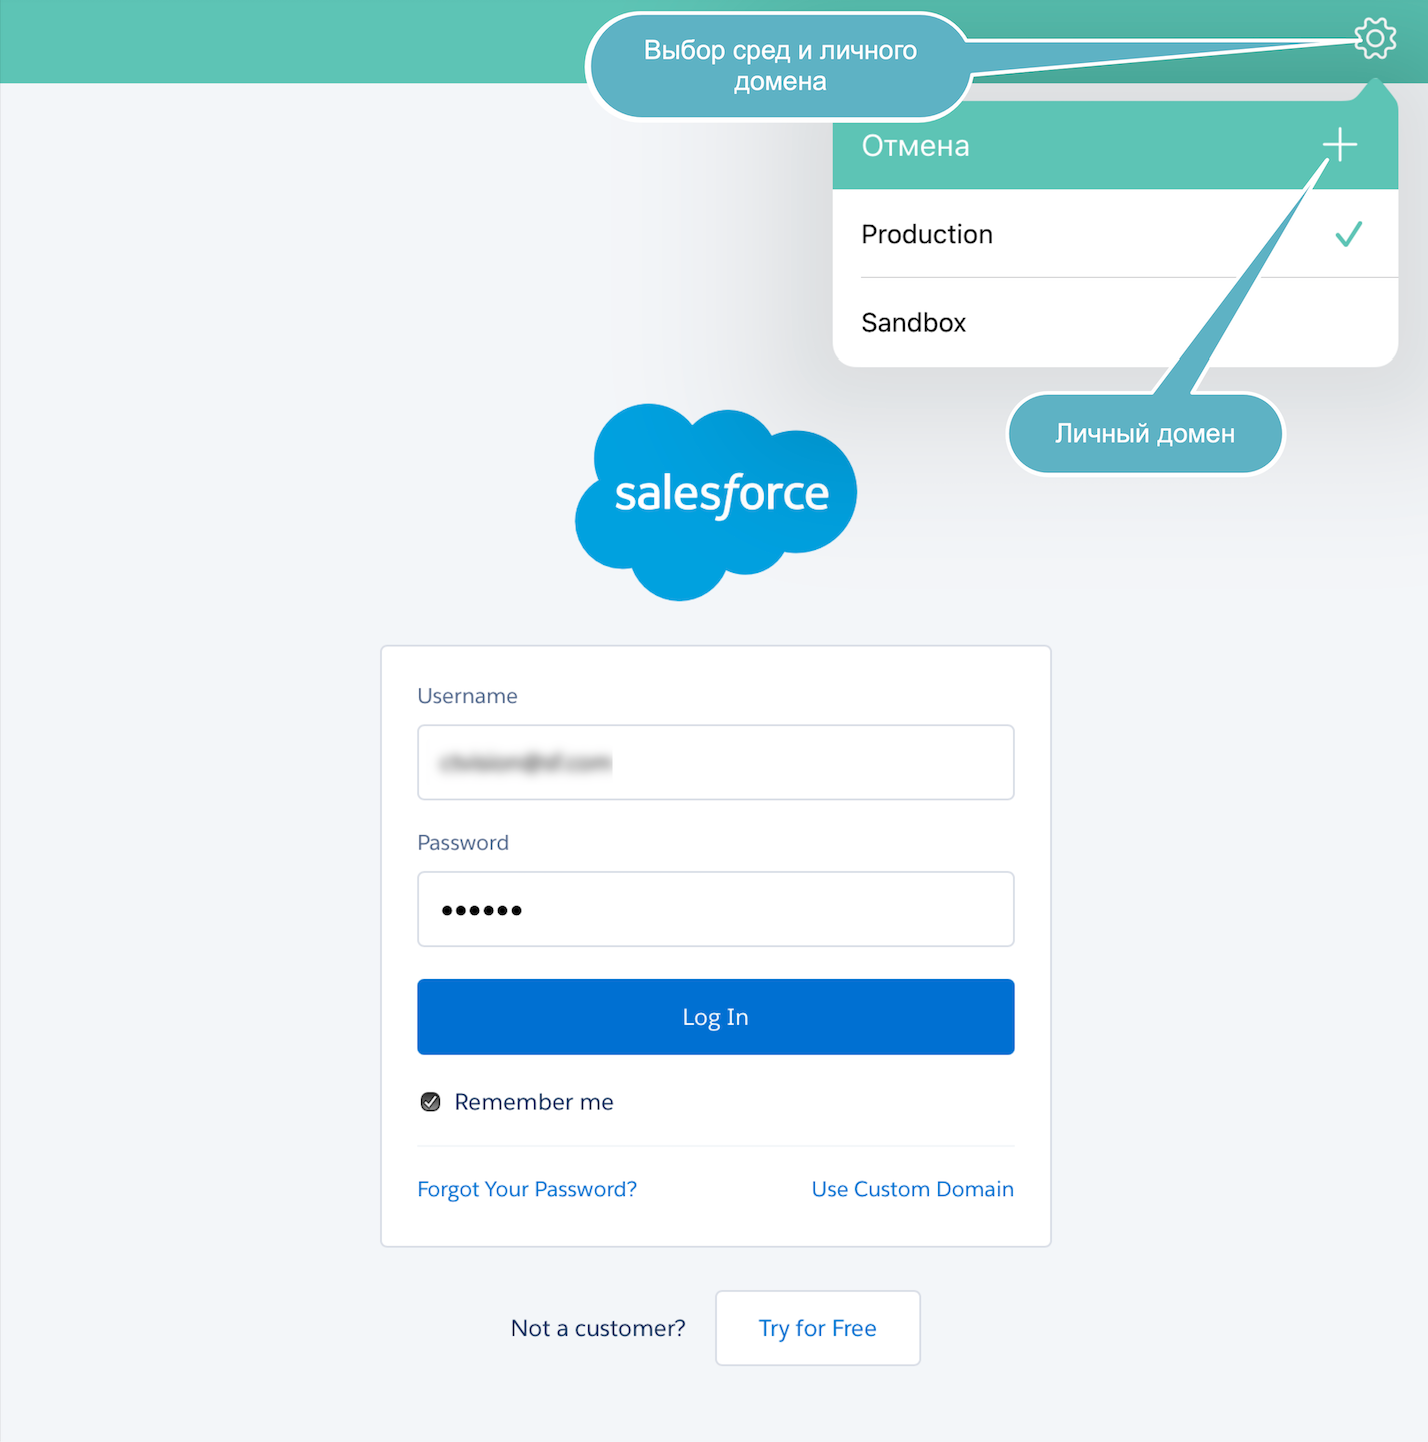 Выбор сред и личного
домена
Отмена
Production
Sandbox
Личный домен
salesforce
Username
Password
Log In
Remember me
Forgot Your Password?
Use Custom Domain
Not a customer?
Try for Free